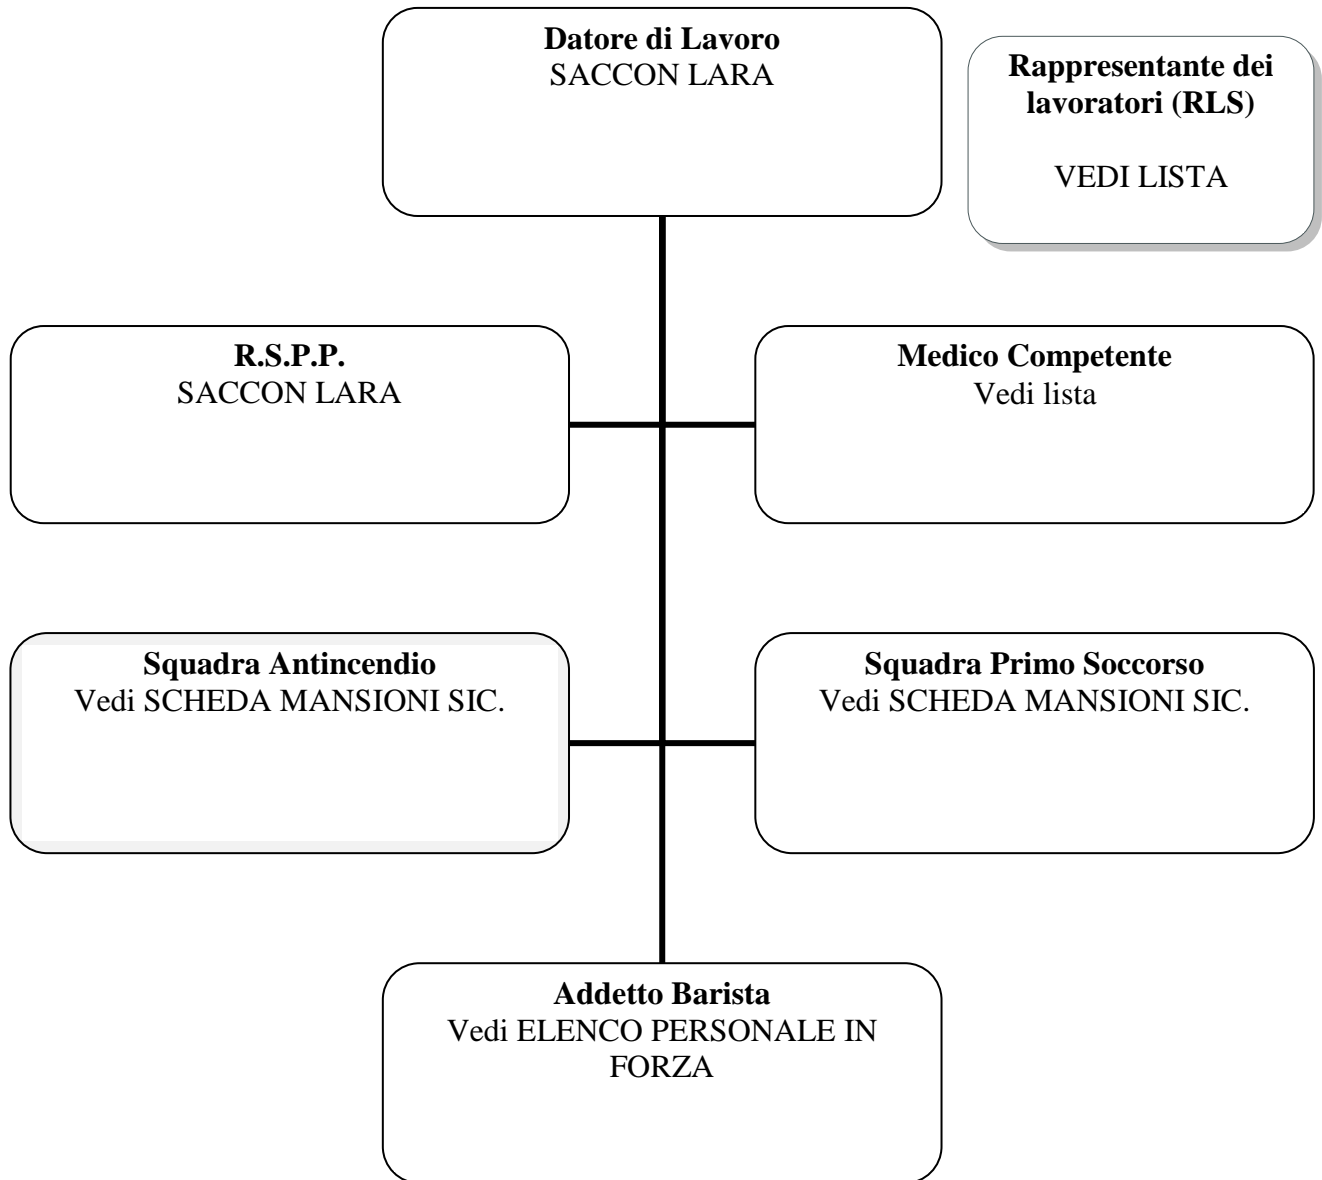 Datore di Lavoro
SACCON LARA
Rappresentante dei
lavoratori (RLS)
VEDI LISTA
R.S.P.P.
SACCON LARA
Medico Competente
Vedi lista
Squadra Antincendio
Vedi SCHEDA MANSIONI SIC.
Squadra Primo Soccorso
Vedi SCHEDA MANSIONI SIC.
Addetto Barista
Vedi ELENCO PERSONALE IN
FORZA